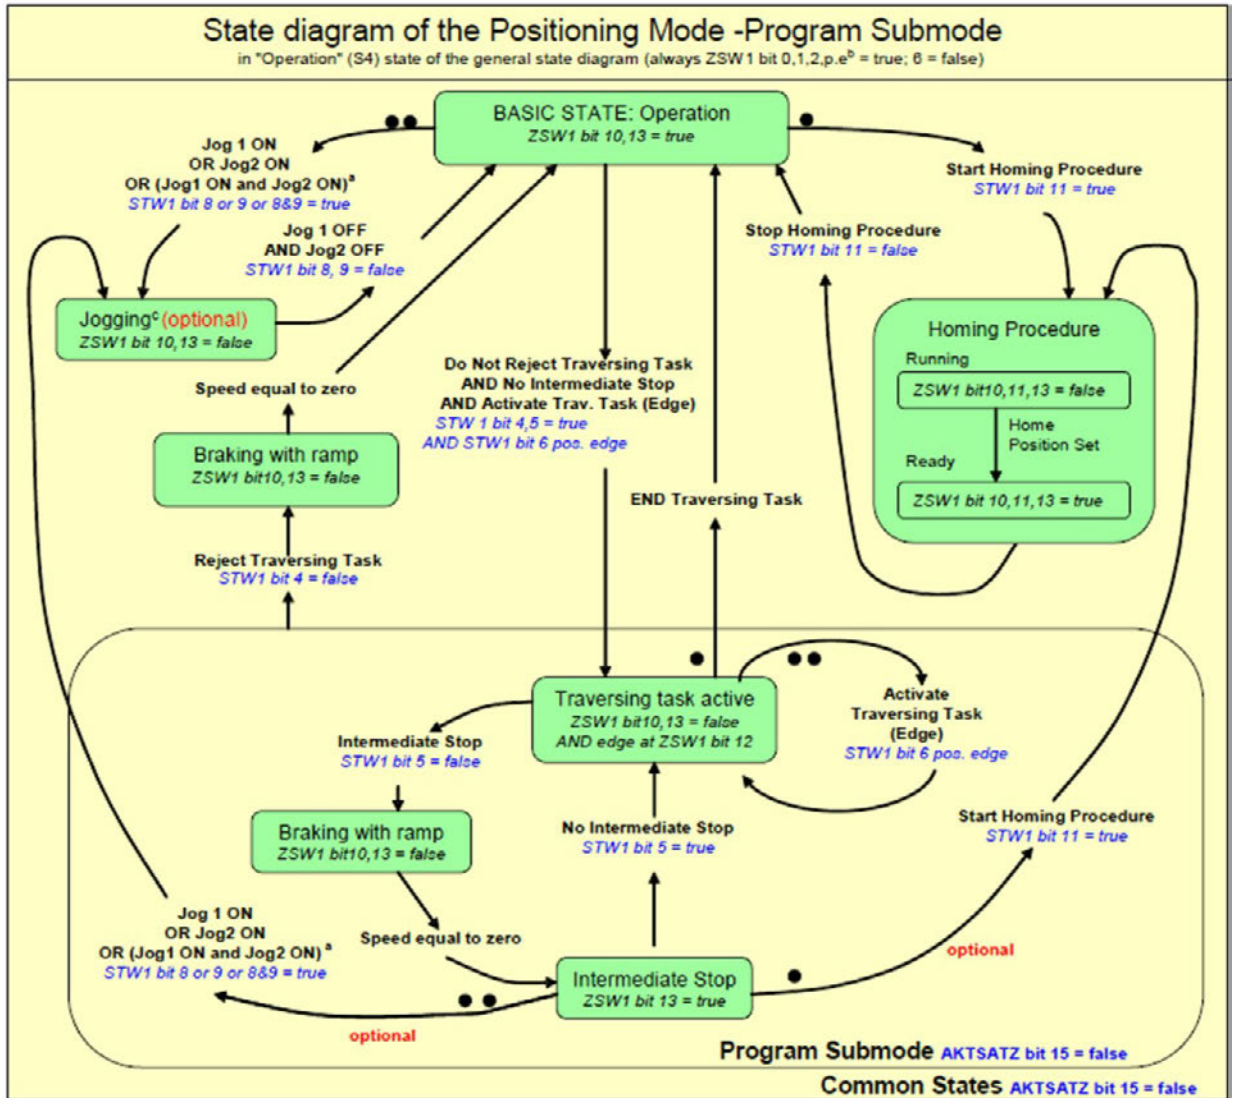 State diagram of the Positioning Mode -Program Submode
in "Operation" (S4) state of the general state diagram (always ZSW1 bit 0,1,2,p.e^b = true; 6 = false)
BASIC STATE: Operation
ZSW1 bit 10,13 = true
Jog 1 ON
OR Jog2 ON
OR (Jog1 ON and Jog2 ON)^a
STW1 bit 8 or 9 or 8&9 = true
Jog 1 OFF
AND Jog2 OFF
STW1 bit 8, 9 = false
Stop Homing Procedure
STW1 bit 11 = false
Start Homing Procedure
STW1 bit 11 = true
Jogging^c (optional)
ZSW1 bit 10,13 = false
Homing Procedure
Running
ZSW1 bit10,11,13 = false
Home
Position Set
Ready
ZSW1 bit 10,11,13 = true
Speed equal to zero
Do Not Reject Traversing Task
AND No Intermediate Stop
AND Activate Trav. Task (Edge)
STW 1 bit 4,5 = true
AND STW1 bit 6 pos. edge
Braking with ramp
ZSW1 bit10,13 = false
END Traversing Task
Reject Traversing Task
STW1 bit 4 = false
Traversing task active
ZSW1 bit10,13 = false
AND edge at ZSW1 bit 12
Activate
Traversing Task
(Edge)
STW1 bit 6 pos. edge
Intermediate Stop
STW1 bit 5 = false
Braking with ramp
ZSW1 bit10,13 = false
No Intermediate Stop
STW1 bit 5 = true
Start Homing Procedure
STW1 bit 11 = true
Jog 1 ON
OR Jog2 ON
OR (Jog1 ON and Jog2 ON)^a
STW1 bit 8 or 9 or 8&9 = true
Speed equal to zero
optional
Intermediate Stop
ZSW1 bit 13 = true
optional
Program Submode AKTSATZ bit 15 = false
Common States AKTSATZ bit 15 = false